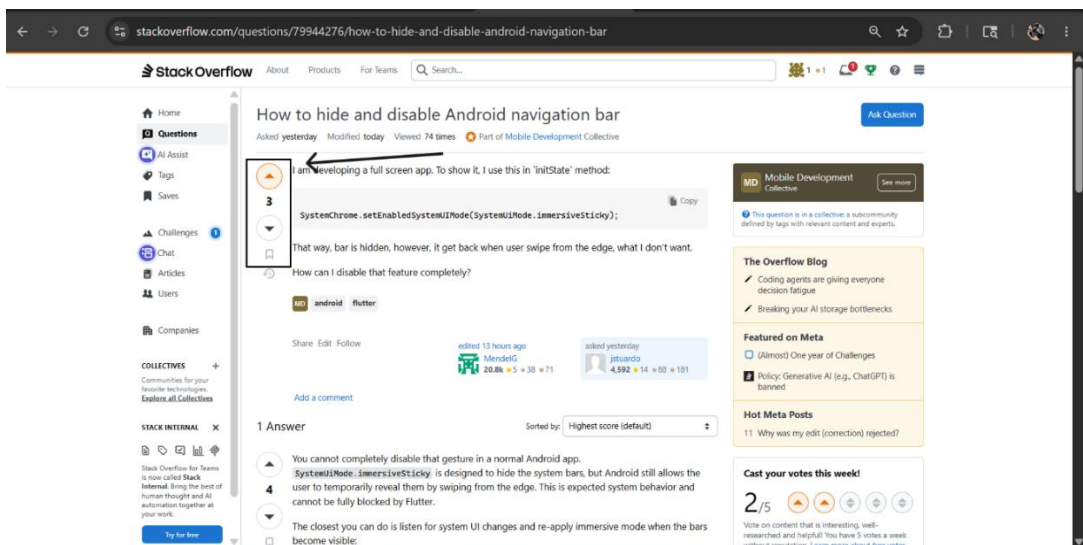 stackoverflow.com/questions/79944276/how-to-hide-and-disable-android-navigation-bar
stackoverflow About Products For Teams Search... 1 1 1
Home
Questions
AI Assist
Tags
Saves
Challenges 1
Chat
Articles
Users
Companies
COLLECTIVES +
Communities for your
favorite technologies.
Explore all Collectives
STACK INTERNAL
Stack Overflow for Teams
is now called Stack
Internal. Bring the best of
human thought and AI
automation together at
your work.
Try for free
How to hide and disable Android navigation bar
Ask Question
Asked yesterday Modified today Viewed 74 times Part of Mobile Development Collective
I am developing a full screen app. To show it, I use this in `initState` method:
3
Copy
SystemChrome.setEnabledSystemUIMode(SystemUiMode.immersiveSticky);
That way, bar is hidden, however, it get back when user swipe from the edge, what I don't want.
How can I disable that feature completely?
MD android flutter
Share Edit Follow
edited 13 hours ago
MendelG
20.8k 5 38 71
asked yesterday
jstuardo
4,592 14 88 181
Add a comment
1 Answer
Sorted by: Highest score (default)
4
You cannot completely disable that gesture in a normal Android app.
SystemUiMode.immersiveSticky is designed to hide the system bars, but Android still allows the
user to temporarily reveal them by swiping from the edge. This is expected system behavior and
cannot be fully blocked by Flutter.
The closest you can do is listen for system UI changes and re-apply immersive mode when the bars
become visible:
MD Mobile Development
Collective
See more
This question is in a collective: a subcommunity
defined by tags with relevant content and experts.
The Overflow Blog
Coding agents are giving everyone
decision fatigue
Breaking your AI storage bottlenecks
Featured on Meta
(Almost) One year of Challenges
Policy: Generative AI (e.g., ChatGPT) is
banned
Hot Meta Posts
11 Why was my edit (correction) rejected?
Cast your votes this week!
2/5
Vote on content that is interesting, well-
researched and helpful! You have 5 votes a week
without reputation. Learn more about free votes